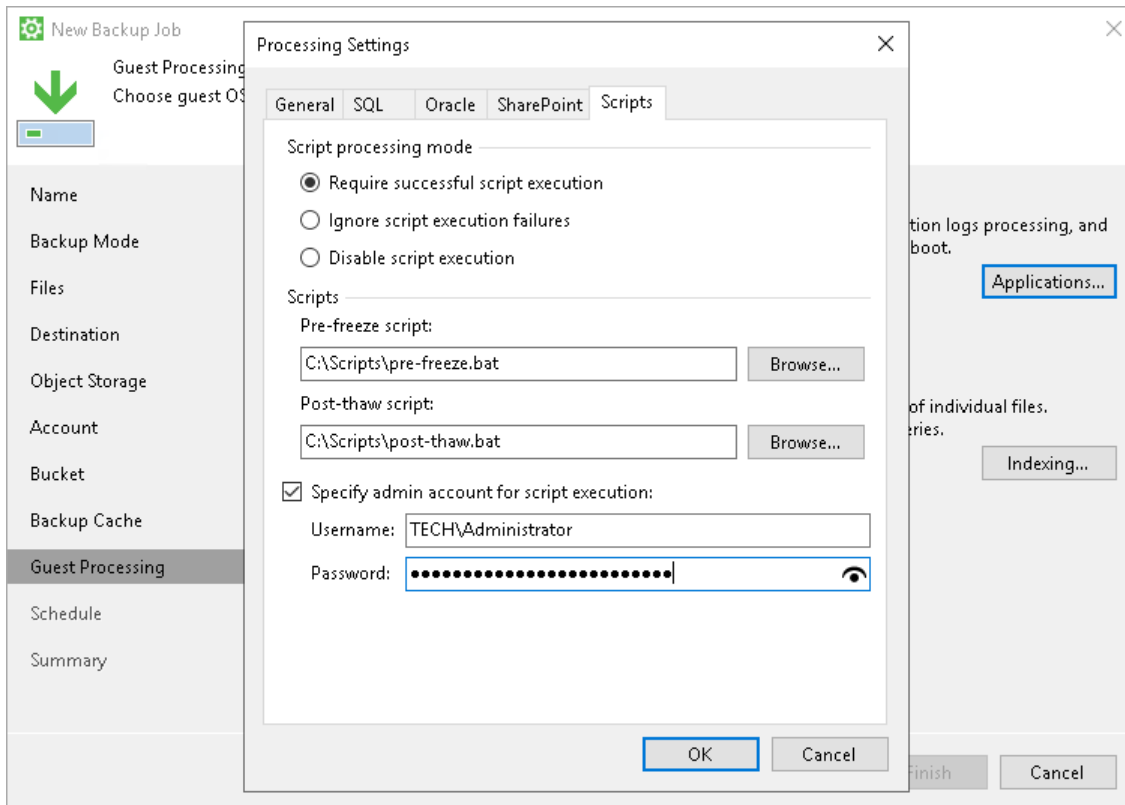 New Backup Job
Guest Processing
Choose guest OS
Name
Backup Mode
Files
Destination
Object Storage
Account
Bucket
Backup Cache
Guest Processing
Schedule
Summary
Processing Settings
General SQL Oracle SharePoint Scripts
Script processing mode
Require successful script execution
Ignore script execution failures
Disable script execution
Scripts
Pre-freeze script:
C:\Scripts\pre-freeze.bat Browse...
Post-thaw script:
C:\Scripts\post-thaw.bat Browse...
Specify admin account for script execution:
Username: TECH\Administrator
Password: ●●●●●●●●●●●●●●●●●●●●●●●●●
OK Cancel
tion logs processing, and
boot.
Applications...
of individual files.
eries.
Indexing...
Finish Cancel